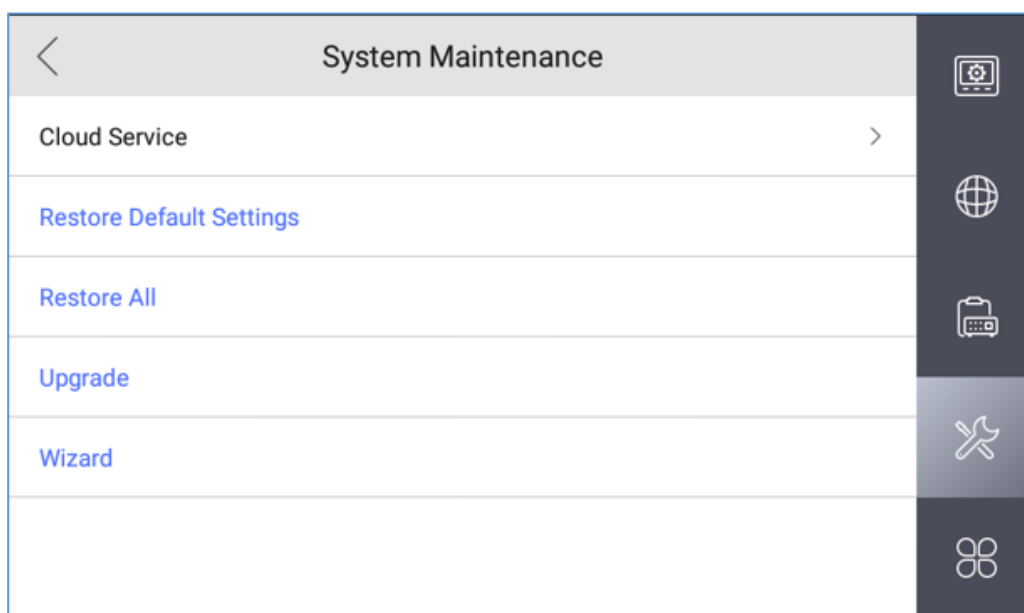 System Maintenance
Cloud Service
Restore Default Settings
Restore All
Upgrade
Wizard